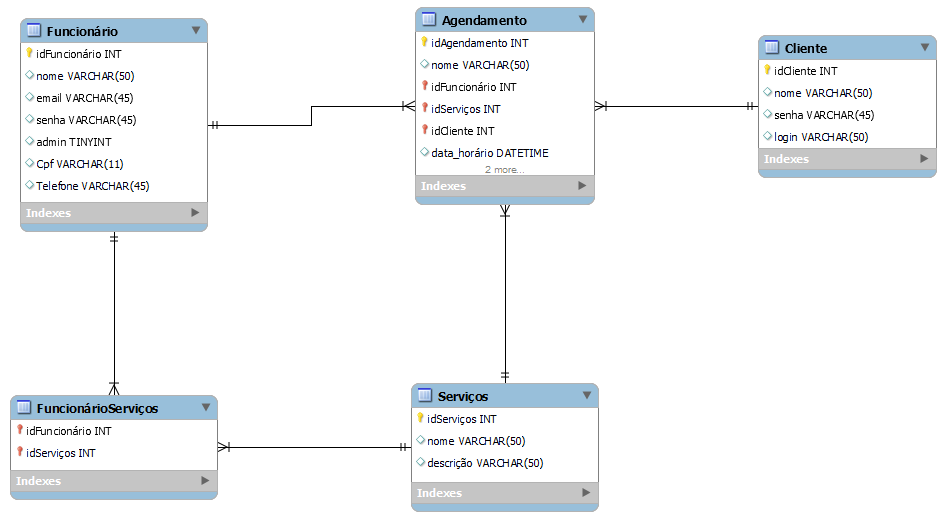 Funcionário
idFuncionário INT
nome VARCHAR(50)
email VARCHAR(45)
senha VARCHAR(45)
admin TINYINT
Cpf VARCHAR(11)
Telefone VARCHAR(45)
Indexes
Agendamento
idAgendamento INT
nome VARCHAR(50)
idFuncionário INT
idServiços INT
idCliente INT
data_horário DATETIME
2 more...
Indexes
Cliente
idCliente INT
nome VARCHAR(50)
senha VARCHAR(45)
login VARCHAR(50)
Indexes
FuncionárioServiços
idFuncionário INT
idServiços INT
Indexes
Serviços
idServiços INT
nome VARCHAR(50)
descrição VARCHAR(50)
Indexes